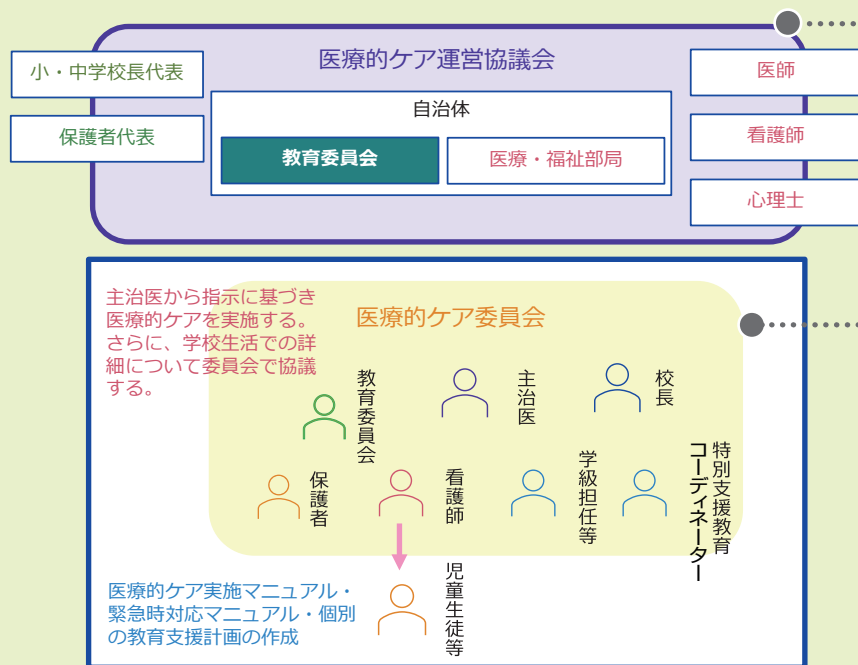 医療的ケア運営協議会
小・中学校長代表
保護者代表
自治体
教育委員会
医療・福祉部局
医師
看護師
心理士
主治医から指示に基づき
医療的ケアを実施する。
さらに、学校生活での詳
細について委員会で協議
する。
医療的ケア委員会
教育委員会
主治医
校長
保護者
看護師
学級担任等
特別支援教育
コーディネーター
児童生徒等
医療的ケア実施マニュアル・
緊急時対応マニュアル・個別
の教育支援計画の作成